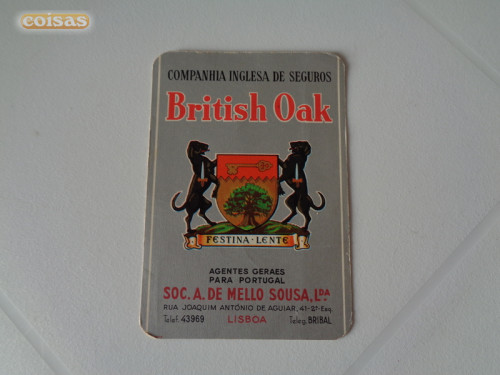 coisas
COMPANHIA INGLESA DE SEGUROS
British Oak
FESTINA-LENTE
AGENTES GERAES
PARA PORTUGAL
SOC. A. DE MELLO SOUSA, LDA.
RUA JOAQUIM ANTÓNIO DE AGUIAR, 41-2º-Esq.
Telef. 43969 LISBOA Teleg. BRIBAL